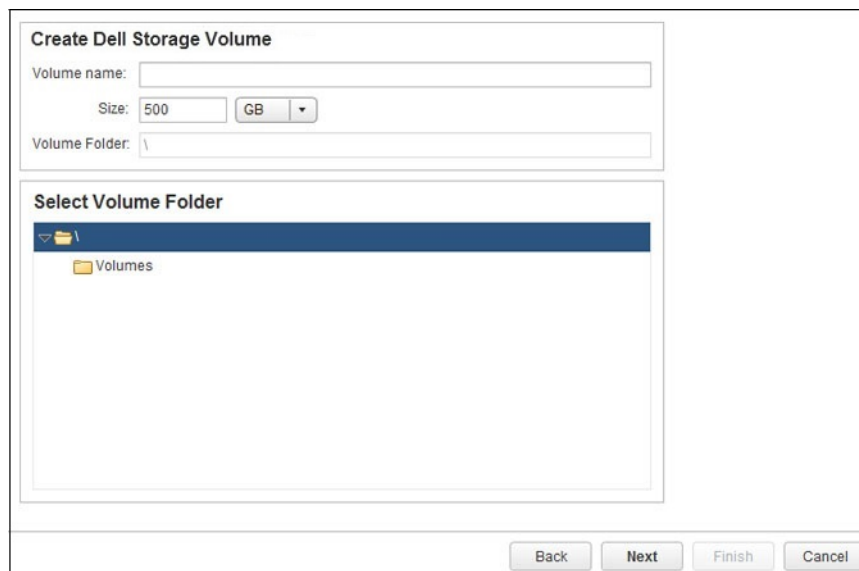 Create Dell Storage Volume
Volume name:
Size: 500 GB
Volume Folder: \
Select Volume Folder
\
Volumes
Back Next Finish Cancel